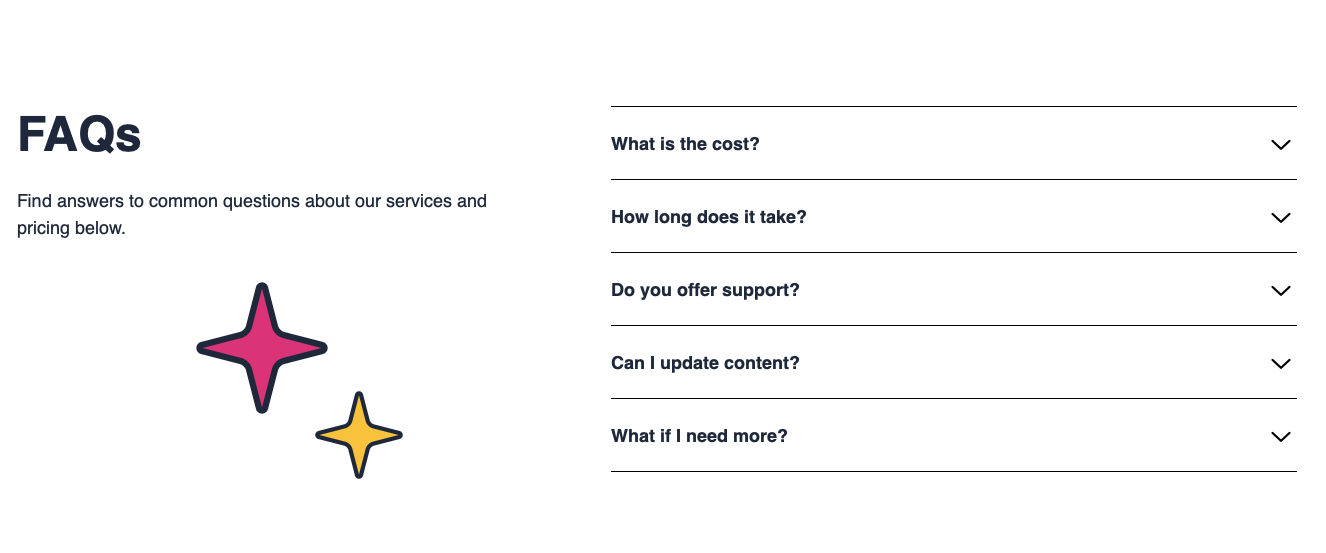 FAQs
Find answers to common questions about our services and
pricing below.
What is the cost?
How long does it take?
Do you offer support?
Can I update content?
What if I need more?